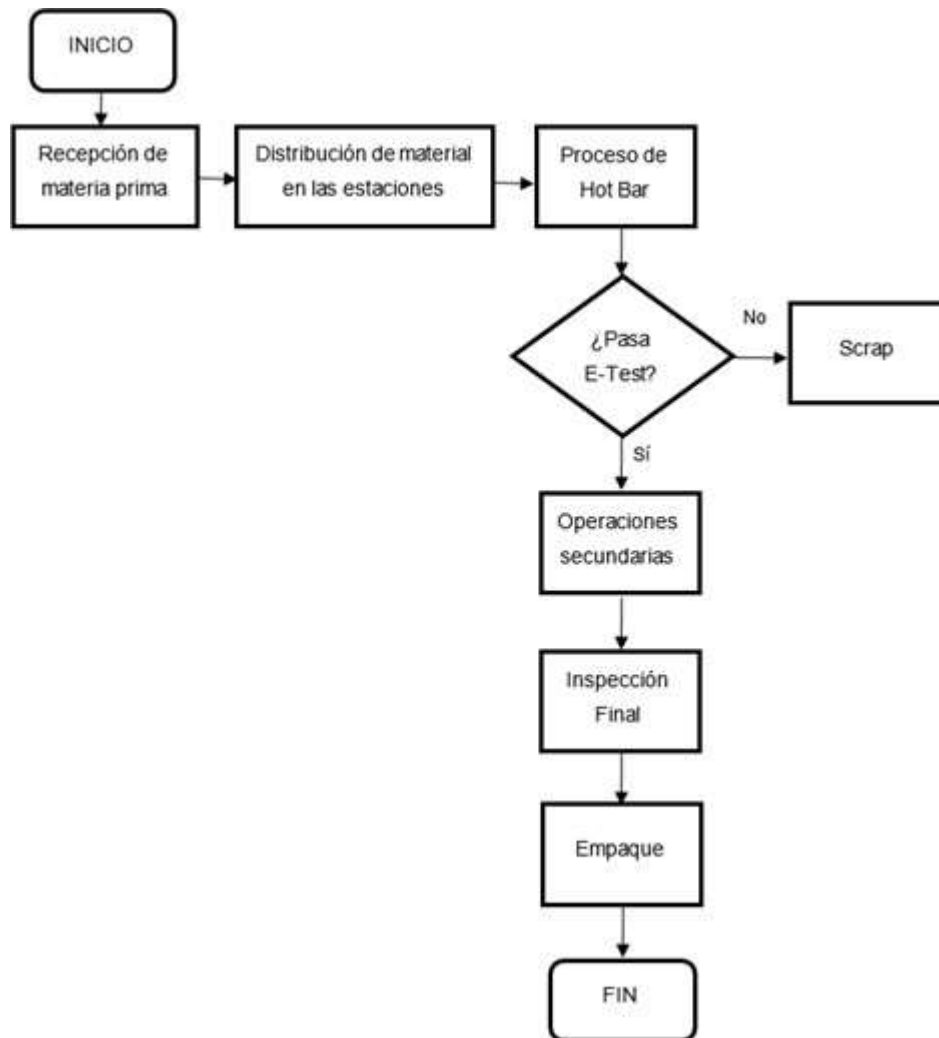 INICIO
Recepción de
materia prima
Distribución de material
en las estaciones
Proceso de
Hot Bar
¿Pasa
E-Test?
No
Scrap
Sí
Operaciones
secundarias
Inspección
Final
Empaque
FIN